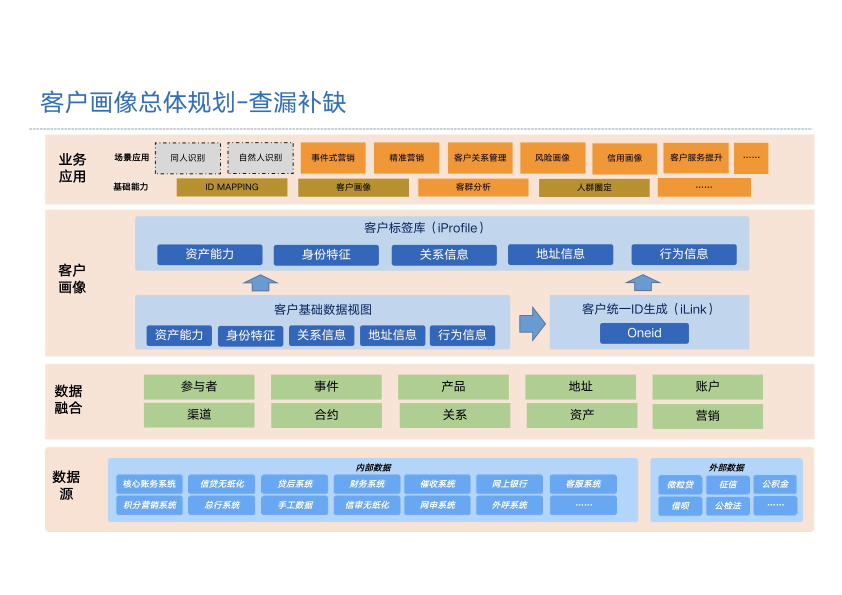 客户画像总体规划-查漏补缺
业务
应用
场景应用 同人识别 自然人识别 事件式营销 精准营销 客户关系管理 风险画像 信用画像 客户服务提升 ……
基础能力 ID MAPPING 客户画像 客群分析 人群圈定 ……
客户
画像
客户标签库（iProfile）
资产能力 身份特征 关系信息 地址信息 行为信息
客户基础数据视图
资产能力 身份特征 关系信息 地址信息 行为信息
客户统一ID生成（iLink）
Oneid
数据
融合
参与者 事件 产品 地址 账户
渠道 合约 关系 资产 营销
数据
源
内部数据
核心账务系统 信贷无纸化 贷后系统 财务系统 催收系统 网上银行 客服系统
积分营销系统 总行系统 手工数据 信审无纸化 网申系统 外呼系统 ……
外部数据
微粒贷 征信 公积金
借呗 公检法 ……